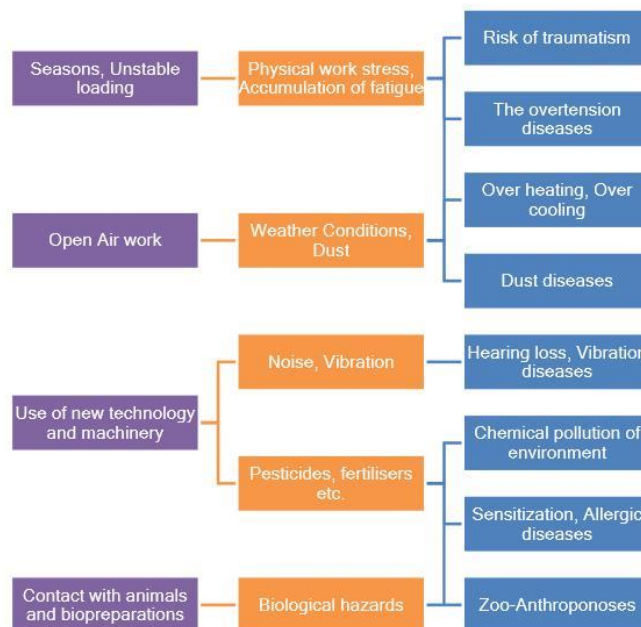 Seasons, Unstable
loading
Physical work stress,
Accumulation of fatigue
Risk of traumatism
The overtension
diseases
Open Air work
Weather Conditions,
Dust
Over heating, Over
cooling
Dust diseases
Use of new technology
and machinery
Noise, Vibration
Hearing loss, Vibration
diseases
Pesticides, fertilisers
etc.
Chemical pollution of
environment
Sensitization, Allergic
diseases
Contact with animals
and biopreparations
Biological hazards
Zoo-Anthroponoses